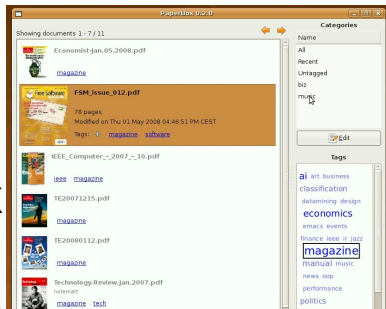 PaperBox 0.2.0
Showing documents 1 - 7 / 11
Economist-Jan.05.2008.pdf
magazine
FSM_issue_012.pdf
78 pages
Modified on Thu 01 May 2008 04:46:51 PM CEST
Tags: magazine software
IEEE_Computer_-_2007_-_10.pdf
ieee magazine
TE20071215.pdf
magazine
TE20080112.pdf
magazine
Technology.Review.Jan.2007.pdf
notemart
magazine tech
Categories
Name
All
Recent
Untagged
biz
music
Edit
Tags
ai art business
classification
datamining design
economics
emacs events
finance ieee ir jazz
magazine
manual music
news oop
performance
politics